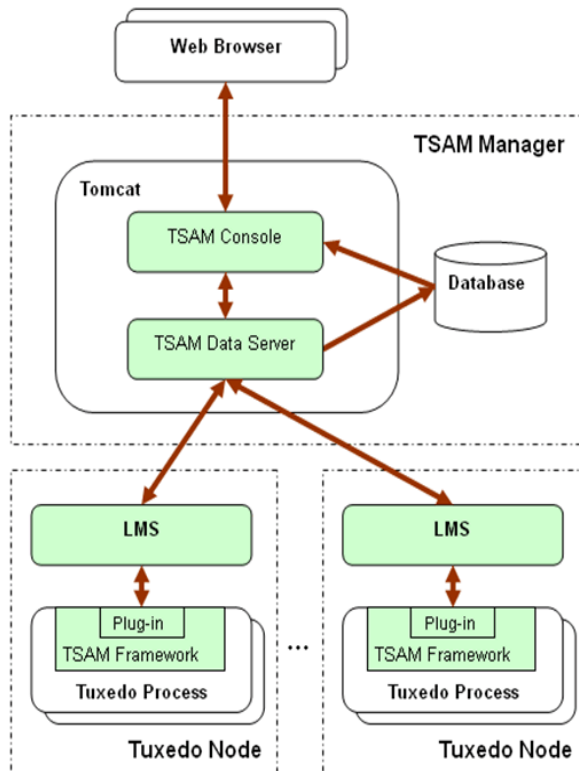 Web Browser
TSAM Manager
Tomcat
TSAM Console
Database
TSAM Data Server
LMS
LMS
Plug-in
TSAM Framework
Tuxedo Process
...
Plug-in
TSAM Framework
Tuxedo Process
Tuxedo Node
Tuxedo Node